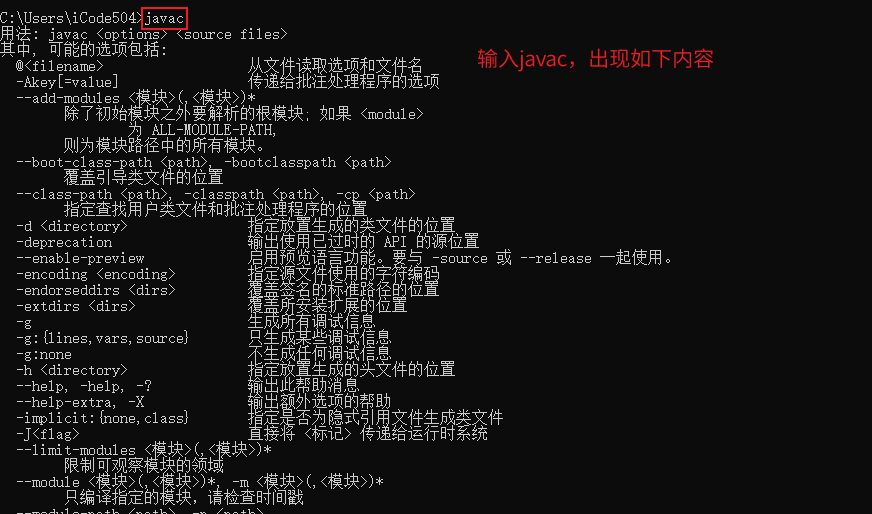 C:\Users\iCode504>javac
用法: javac <options> <source files>
其中, 可能的选项包括:
输入javac，出现如下内容
@<filename> 从文件读取选项和文件名
-Akey[=value] 传递给批注处理程序的选项
--add-modules <模块>(,<模块>)*
除了初始模块之外要解析的根模块; 如果 <module>
为 ALL-MODULE-PATH,
则为模块路径中的所有模块。
--boot-class-path <path>, -bootclasspath <path>
覆盖引导类文件的位置
--class-path <path>, -classpath <path>, -cp <path>
指定查找用户类文件和批注处理程序的位置
-d <directory> 指定放置生成的类文件的位置
-deprecation 输出使用已过时的 API 的源位置
--enable-preview 启用预览语言功能。要与 -source 或 --release 一起使用。
-encoding <encoding> 指定源文件使用的字符编码
-endorseddirs <dirs> 覆盖签名的标准路径的位置
-extdirs <dirs> 覆盖所安装扩展的位置
-g 生成所有调试信息
-g:{lines,vars,source} 只生成某些调试信息
-g:none 不生成任何调试信息
-h <directory> 指定放置生成的头文件的位置
--help, -help, -? 输出此帮助消息
--help-extra, -X 输出额外选项的帮助
-implicit:{none,class} 指定是否为隐式引用文件生成类文件
-J<flag> 直接将 <标记> 传递给运行时系统
--limit-modules <模块>(,<模块>)*
限制可观察模块的领域
--module <模块>(,<模块>)*, -m <模块>(,<模块>)*
只编译指定的模块，请检查时间戳
--module-path <path>, -p <path>